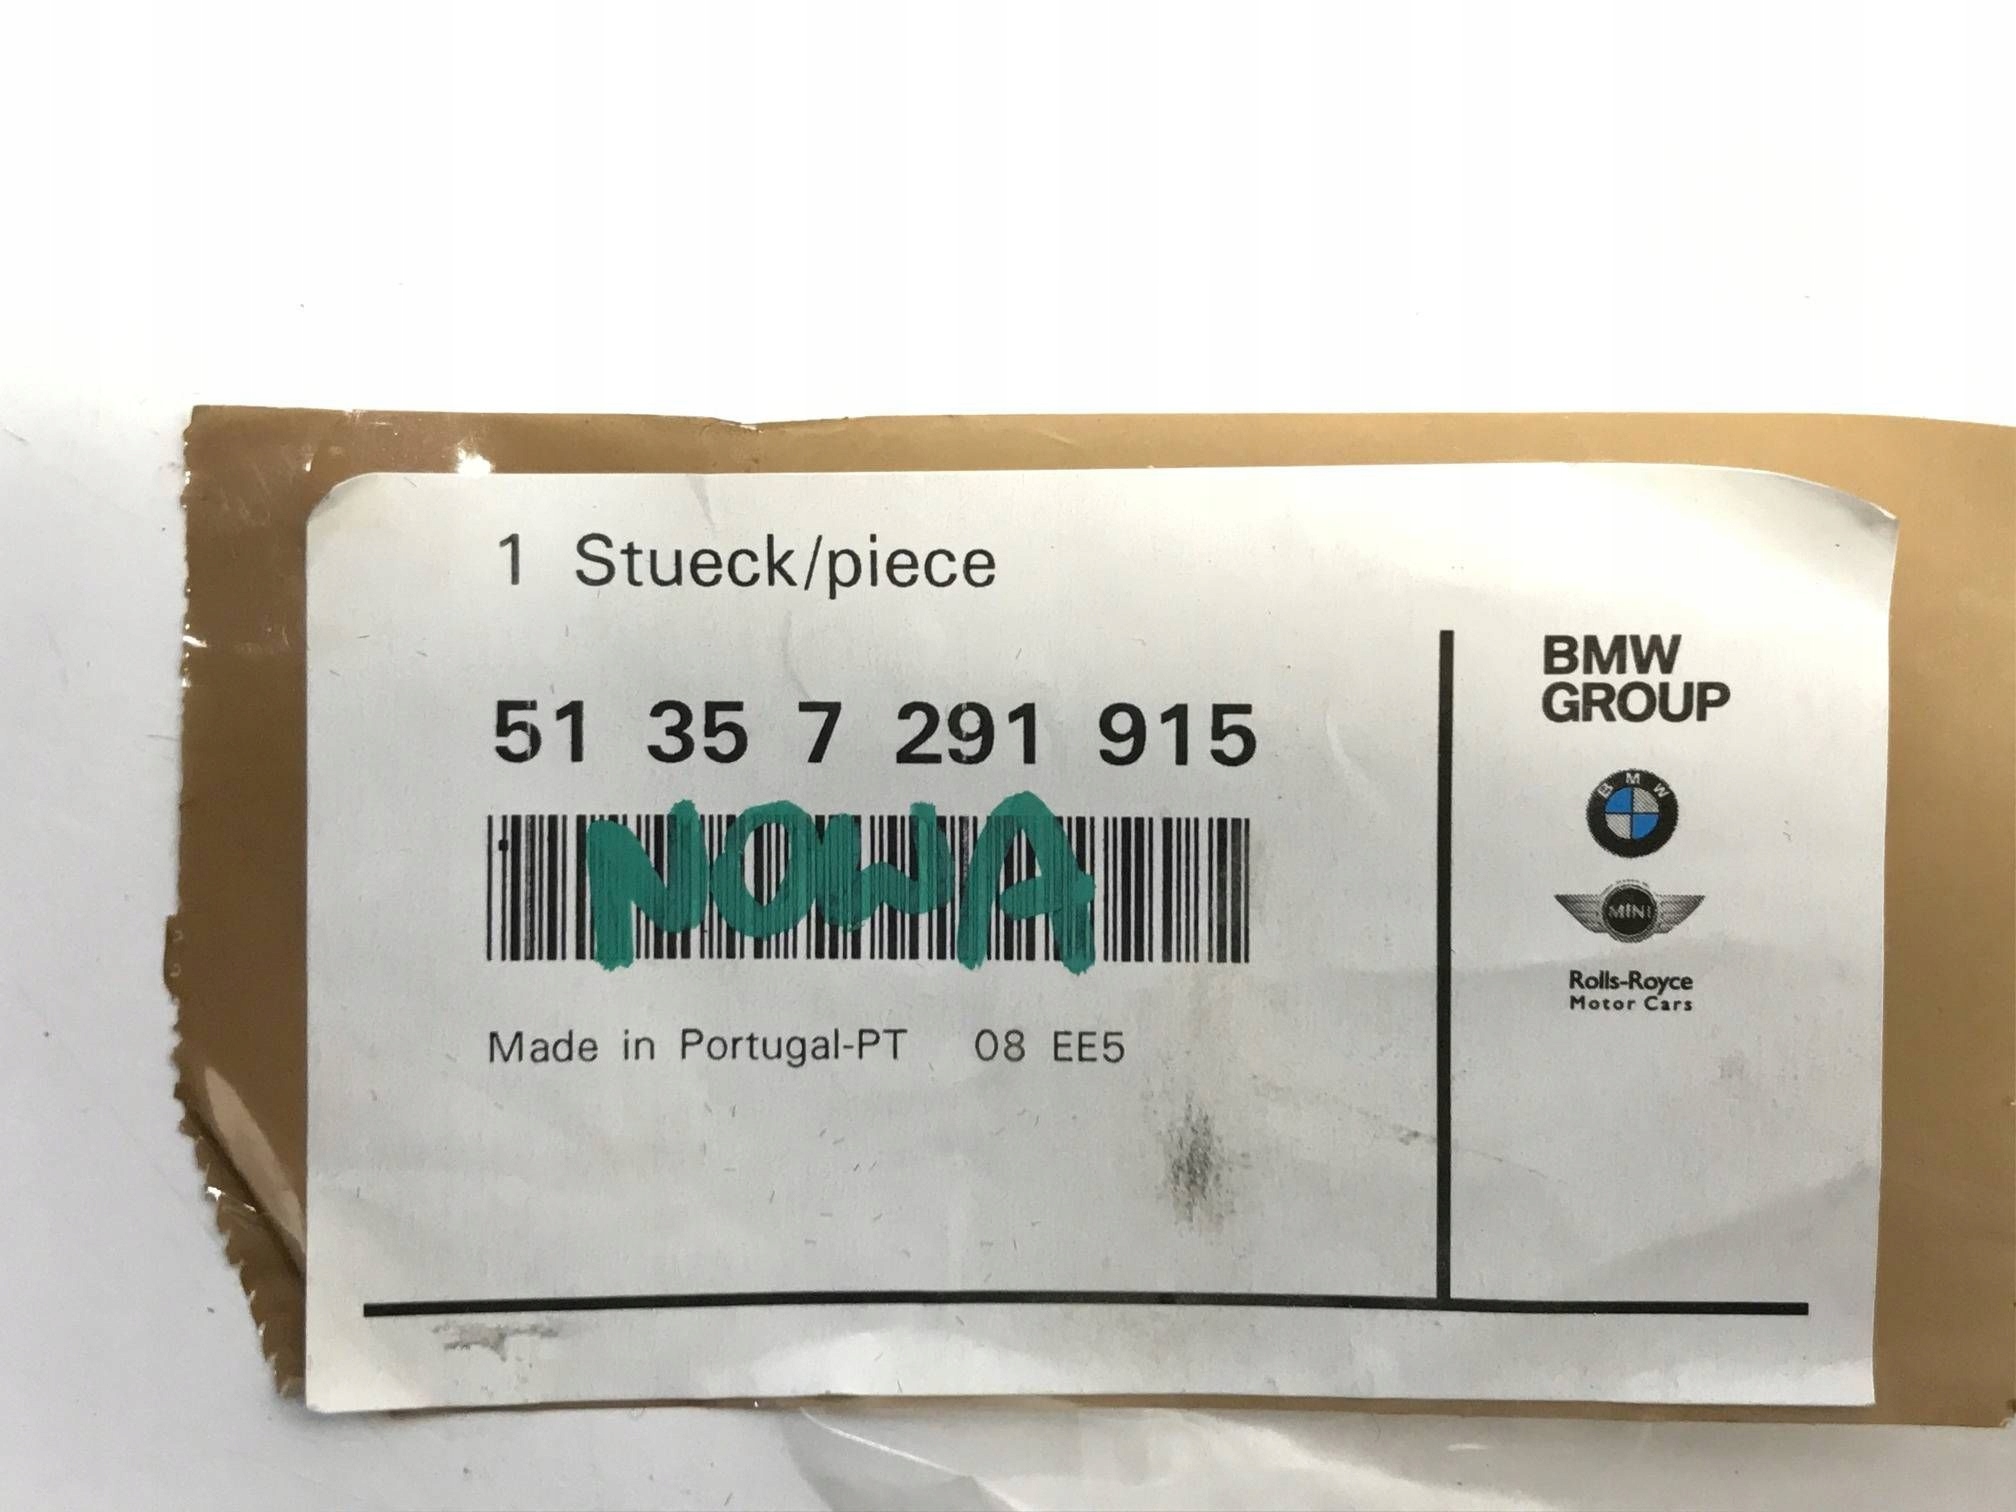 1 Stueck/piece
51 35 7 291 915
NOWA
Made in Portugal-PT 08 EE5
BMW
GROUP
BMW
MINI
Rolls-Royce
Motor Cars